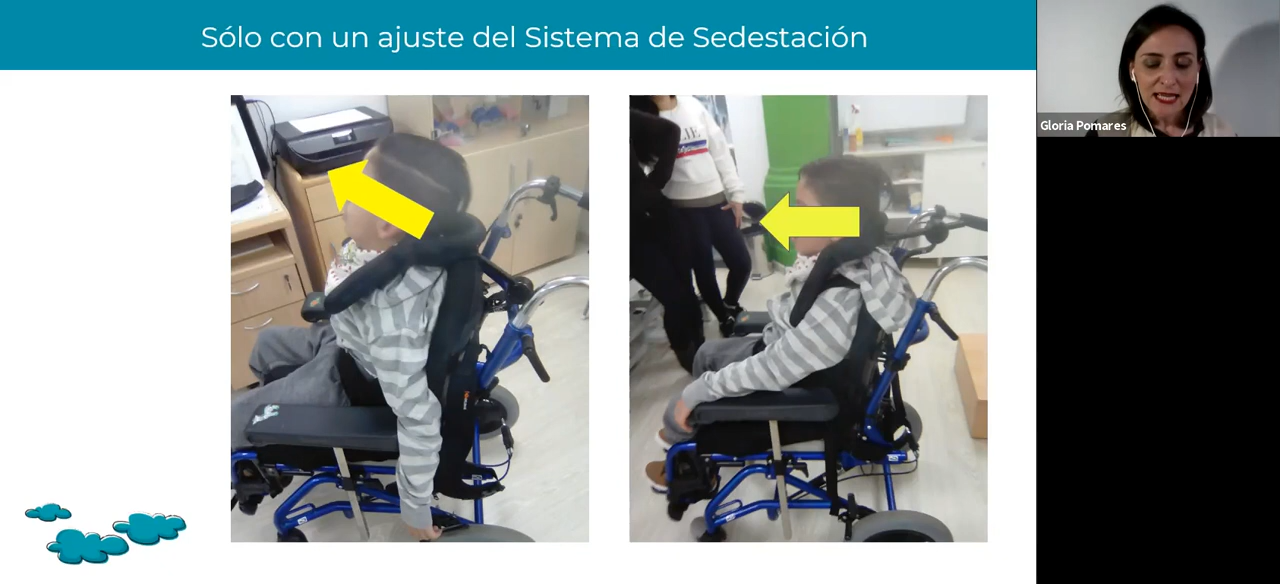 Sólo con un ajuste del Sistema de Sedestación
Gloria Pomares